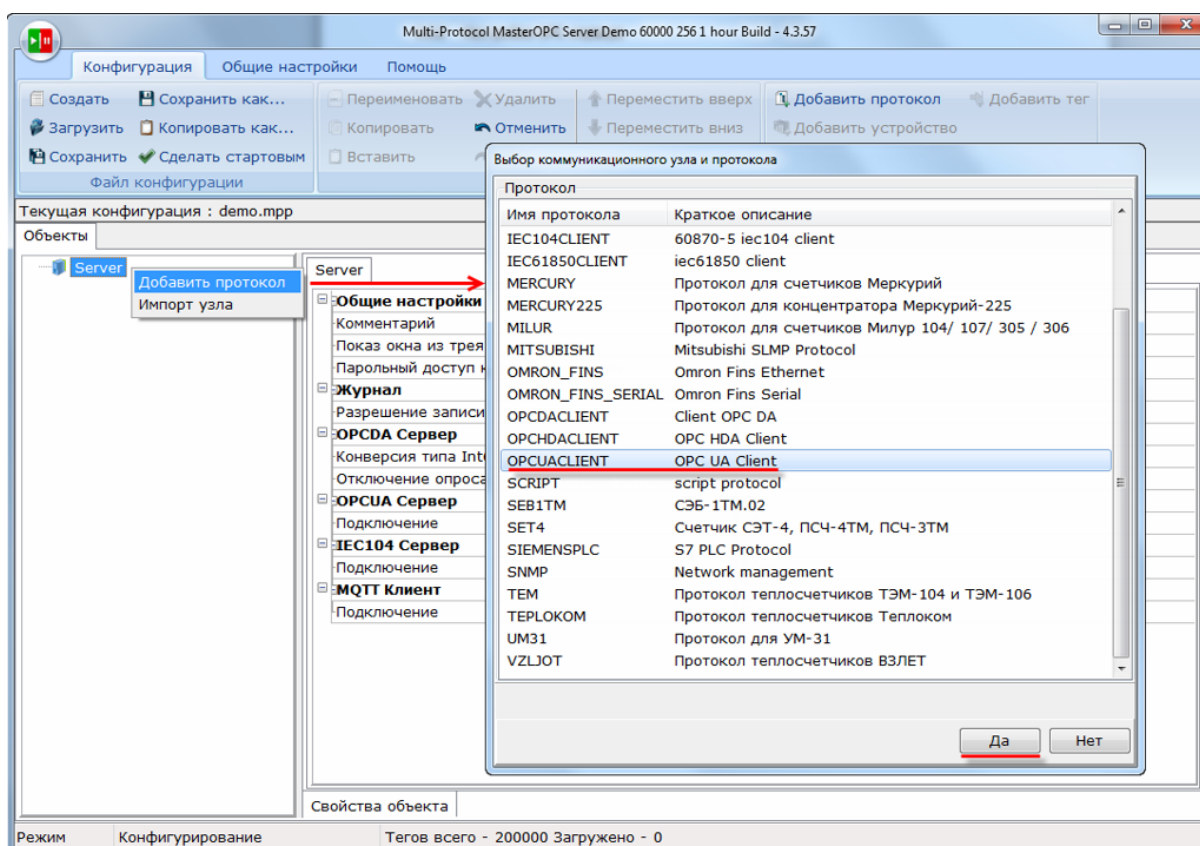 Multi-Protocol MasterOPC Server Demo 60000 256 1 hour Build - 4.3.57
Конфигурация Общие настройки Помощь
Создать Сохранить как... Переименовать Удалить Переместить вверх Добавить протокол Добавить тег
Загрузить Копировать как... Копировать Отменить Переместить вниз Добавить устройство
Сохранить Сделать стартовым Вставить
Файл конфигурации
Текущая конфигурация : demo.mpp
Объекты
Server
Добавить протокол
Импорт узла
Server
Общие настройки
Комментарий
Показ окна из трея
Парольный доступ
Журнал
Разрешение записи
OPCDA Сервер
Конверсия типа
Отключение опроса
OPCUA Сервер
Подключение
IEC104 Сервер
Подключение
MQTT Клиент
Подключение
Свойства объекта
Выбор коммуникационного узла и протокола
Протокол
Имя протокола Краткое описание
IEC104CLIENT 60870-5 iec104 client
IEC61850CLIENT iec61850 client
MERCURY Протокол для счетчиков Меркурий
MERCURY225 Протокол для концентратора Меркурий-225
MILUR Протокол для счетчиков Милур 104/ 107/ 305 / 306
MITSUBISHI Mitsubishi SLMP Protocol
OMRON_FINS Omron Fins Ethernet
OMRON_FINS_SERIAL Omron Fins Serial
OPCDACLIENT Client OPC DA
OPCHDACLIENT OPC HDA Client
OPCUACLIENT OPC UA Client
SCRIPT script protocol
SEB1TM СЭБ-1ТМ.02
SET4 Счетчик СЭТ-4, ПСЧ-4ТМ, ПСЧ-3ТМ
SIEMENSPLC S7 PLC Protocol
SNMP Network management
TEM Протокол теплосчетчиков ТЭМ-104 и ТЭМ-106
TEPLOKOM Протокол теплосчетчиков Теплоком
UM31 Протокол для УМ-31
VZLJOT Протокол теплосчетчиков ВЗЛЕТ
Да Нет
Режим Конфигурирование Тегов всего - 200000 Загружено - 0